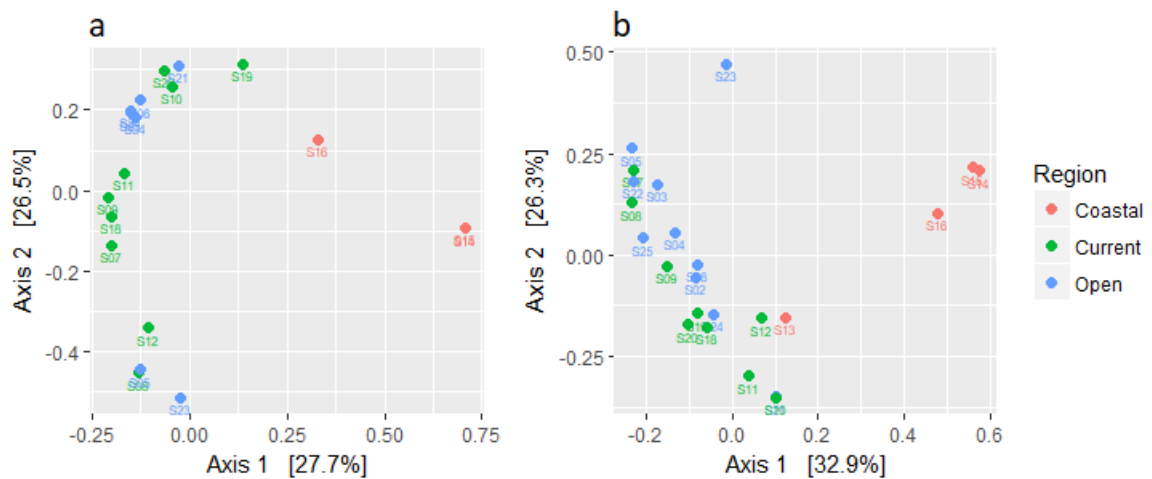 a
b
Axis 2 [26.5%]
0.2
0.0
-0.2
-0.4
S21
S10
S19
S16
S11
S09
S18
S07
S12
S23
-0.25
0.00
0.25
0.50
0.75
Axis 1 [27.7%]
Axis 2 [26.3%]
0.50
0.25
0.00
-0.25
S23
S05
S22
S03
S08
S14
S16
S04
S25
S09
S02
S20
S18
S12
S13
S11
-0.2
0.0
0.2
0.4
0.6
Axis 1 [32.9%]
Region
Coastal
Current
Open